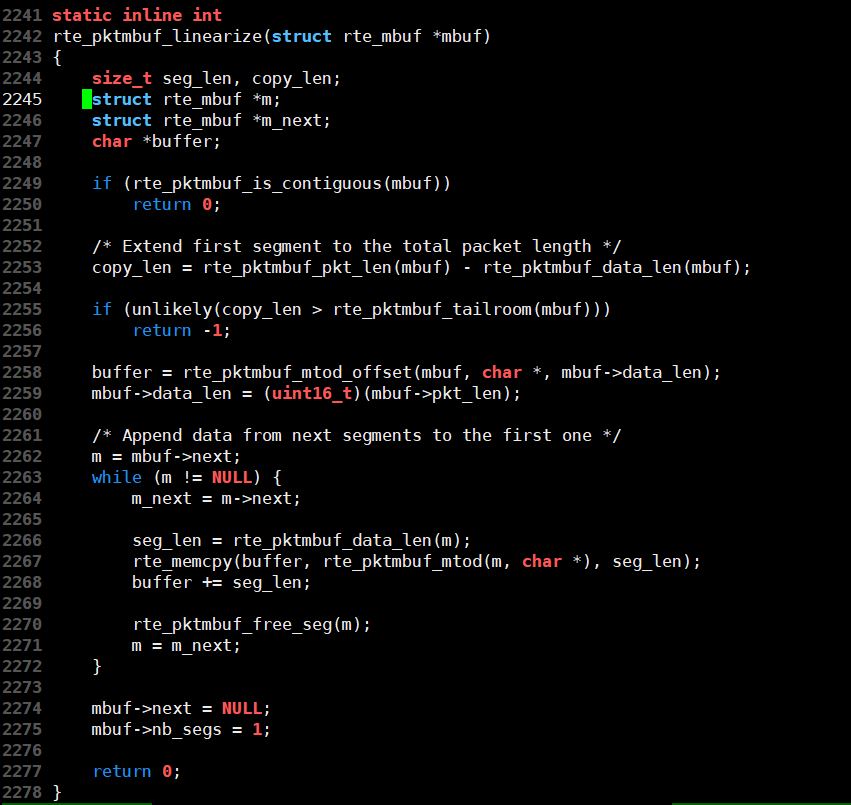 2241 static inline int
2242 rte_pktmbuf_linearize(struct rte_mbuf *mbuf)
2243 {
2244     size_t seg_len, copy_len;
2245     struct rte_mbuf *m;
2246     struct rte_mbuf *m_next;
2247     char *buffer;
2248
2249     if (rte_pktmbuf_is_contiguous(mbuf))
2250         return 0;
2251
2252     /* Extend first segment to the total packet length */
2253     copy_len = rte_pktmbuf_pkt_len(mbuf) - rte_pktmbuf_data_len(mbuf);
2254
2255     if (unlikely(copy_len > rte_pktmbuf_tailroom(mbuf)))
2256         return -1;
2257
2258     buffer = rte_pktmbuf_mtod_offset(mbuf, char *, mbuf->data_len);
2259     mbuf->data_len = (uint16_t)(mbuf->pkt_len);
2260
2261     /* Append data from next segments to the first one */
2262     m = mbuf->next;
2263     while (m != NULL) {
2264         m_next = m->next;
2265
2266         seg_len = rte_pktmbuf_data_len(m);
2267         rte_memcpy(buffer, rte_pktmbuf_mtod(m, char *), seg_len);
2268         buffer += seg_len;
2269
2270         rte_pktmbuf_free_seg(m);
2271         m = m_next;
2272     }
2273
2274     mbuf->next = NULL;
2275     mbuf->nb_segs = 1;
2276
2277     return 0;
2278 }